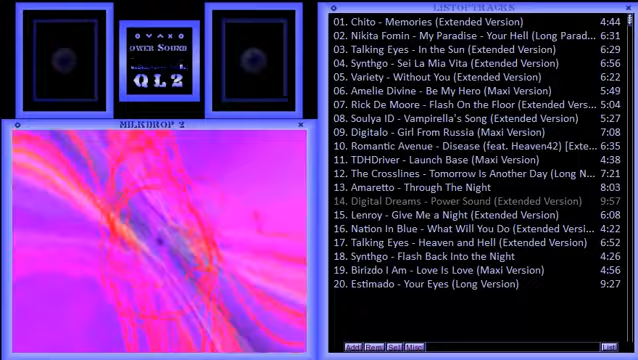 OWER SOUND
QL2
MILKDROP 2
LISTOFTRACKS
01. Chito - Memories (Extended Version) 4:44
02. Nikita Fomin - My Paradise - Your Hell (Long Parad... 6:31
03. Talking Eyes - In the Sun (Extended Version) 6:29
04. Synthgo - Sei La Mia Vita (Extended Version) 6:56
05. Variety - Without You (Extended Version) 6:22
06. Amelie Divine - Be My Hero (Maxi Version) 5:49
07. Rick De Moore - Flash On the Floor (Extended Vers... 5:04
08. Soulya ID - Vampirella's Song (Extended Version) 5:27
09. Digitalo - Girl From Russia (Maxi Version) 7:08
10. Romantic Avenue - Disease (feat. Heaven42) [Exte... 6:35
11. TDHDriver - Launch Base (Maxi Version) 4:38
12. The Crosslines - Tomorrow Is Another Day (Long N... 7:21
13. Amaretto - Through The Night 8:03
14. Digital Dreams - Power Sound (Extended Version) 9:57
15. Lenroy - Give Me a Night (Extended Version) 6:08
16. Nation In Blue - What Will You Do (Extended Versi... 4:22
17. Talking Eyes - Heaven and Hell (Extended Version) 6:52
18. Synthgo - Flash Back Into the Night 4:26
19. Birizdo I Am - Love Is Love (Maxi Version) 4:56
20. Estimado - Your Eyes (Long Version) 9:27
Add Rem Sel Misc List